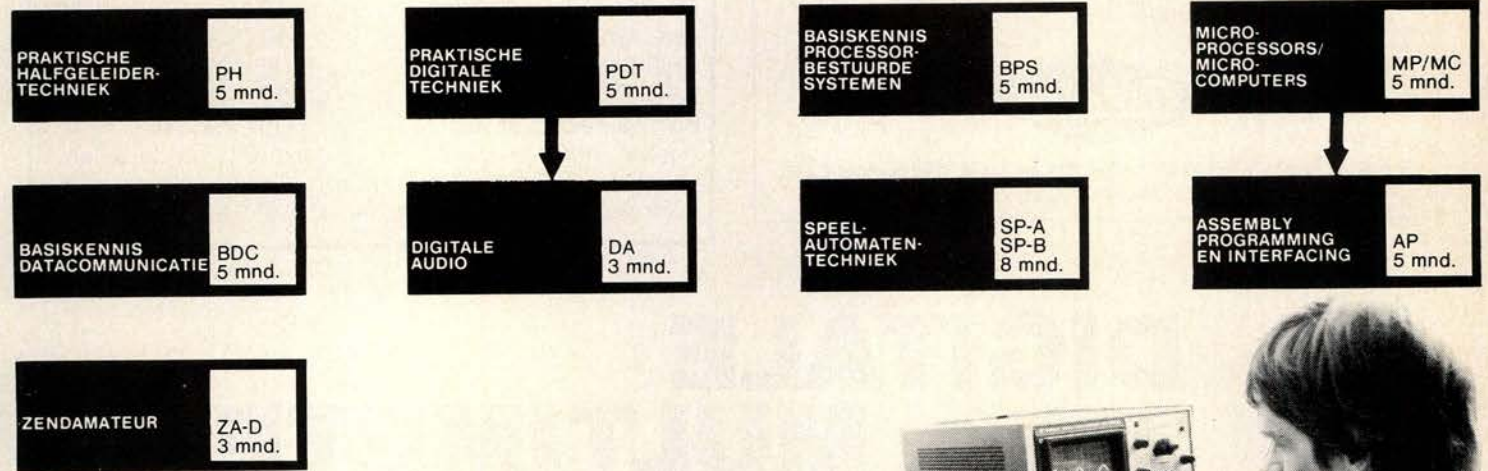 PRAKTISCHE
HALFGELEIDER-
TECHNIEK
PH
5 mnd.
PRAKTISCHE
DIGITALE
TECHNIEK
PDT
5 mnd.
BASISKENNIS
PROCESSOR-
BESTUURDE
SYSTEMEN
BPS
5 mnd.
MICRO-
PROCESSORS/
MICRO-
COMPUTERS
MP/MC
5 mnd.
BASISKENNIS
DATACOMMUNICATIE
BDC
5 mnd.
DIGITALE
AUDIO
DA
3 mnd.
SPEEL-
AUTOMATEN-
TECHNIEK
SP-A
SP-B
8 mnd.
ASSEMBLY
PROGRAMMING
EN INTERFACING
AP
5 mnd.
ZENDAMATEUR
ZA-D
3 mnd.